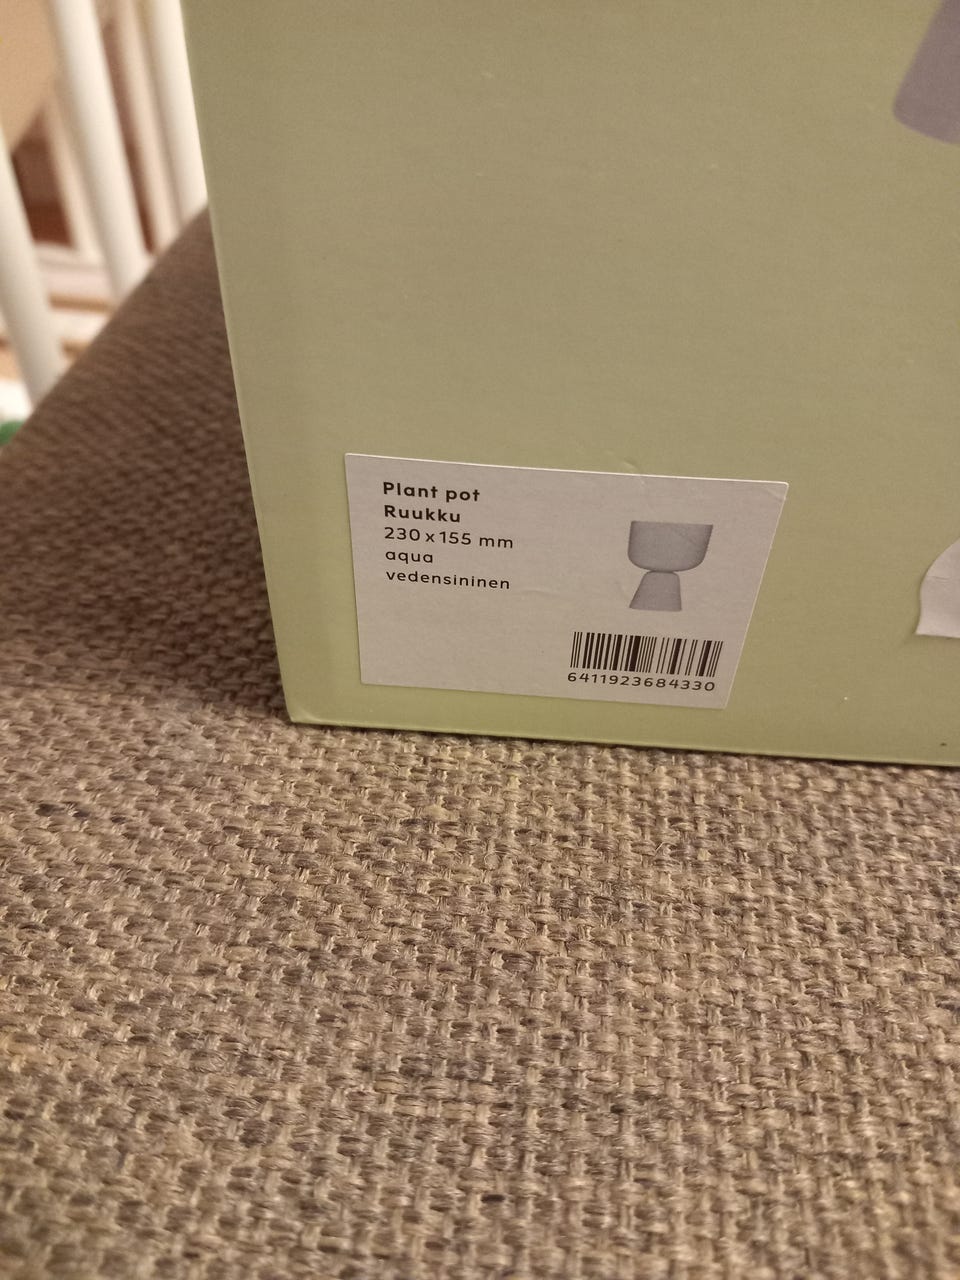 Plant pot
Ruukku
230 x 155 mm
aqua
vedensininen
6411923684330